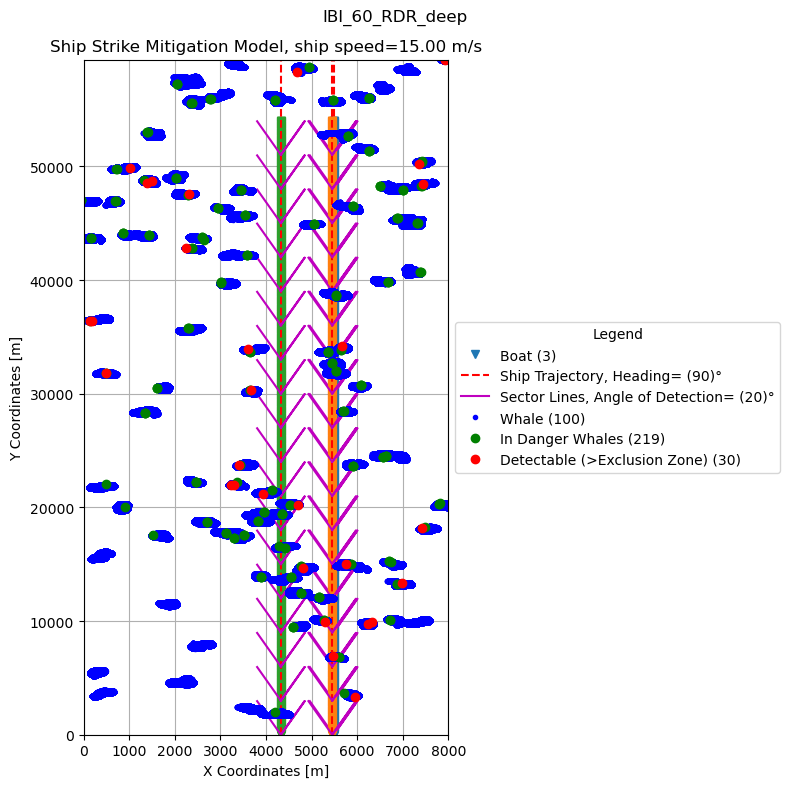 IBI_60_RDR_deep
Ship Strike Mitigation Model, ship speed=15.00 m/s
Y Coordinates [m]
50000
40000
30000
20000
10000
0
0 1000 2000 3000 4000 5000 6000 7000 8000
X Coordinates [m]
Legend
Boat (3)
Ship Trajectory, Heading= (90)°
Sector Lines, Angle of Detection= (20)°
Whale (100)
In Danger Whales (219)
Detectable (>Exclusion Zone) (30)